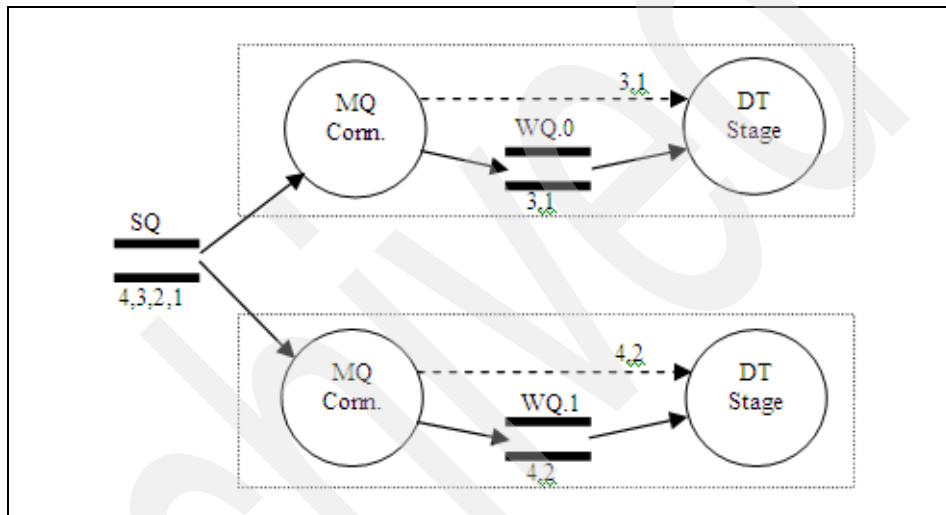 MQ
Conn.
3,1
WQ.0
3,1
DT
Stage
SQ
4,3,2,1
MQ
Conn.
4,2
WQ.1
4,2
DT
Stage